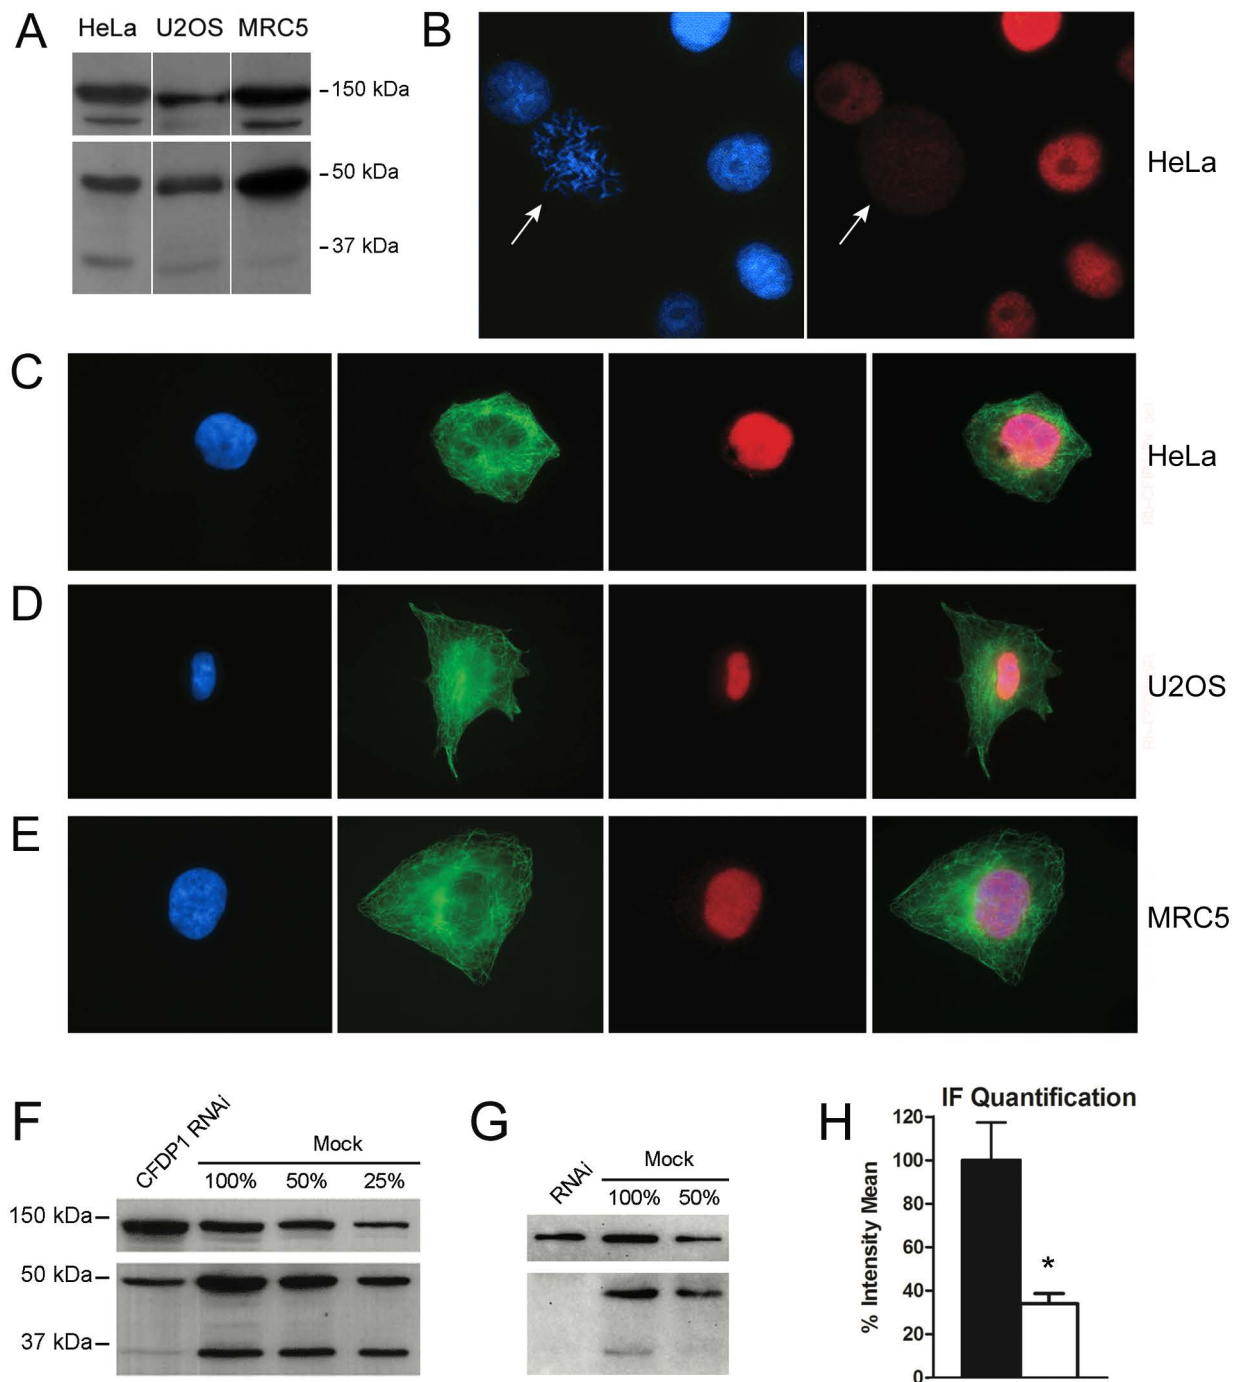 A
HeLa U2OS MRC5
150 kDa
50 kDa
37 kDa
B
HeLa
C
HeLa
D
U2OS
E
MRC5
F
CFDP1 RNAi
Mock
100% 50% 25%
150 kDa
50 kDa
37 kDa
G
RNAi
Mock
100% 50%
H
IF Quantification
% Intensity Mean
120
100
80
60
40
20
0
*